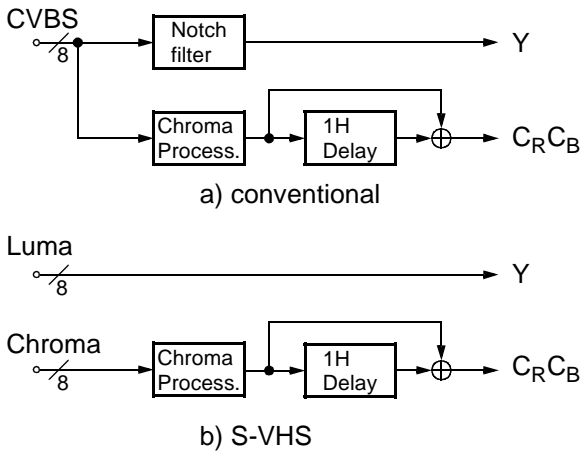 CVBS
8
Notch
filter
Y
Chroma
Process.
1H
Delay
CRCB
a) conventional
Luma
8
Y
Chroma
8
Chroma
Process.
1H
Delay
CRCB
b) S-VHS